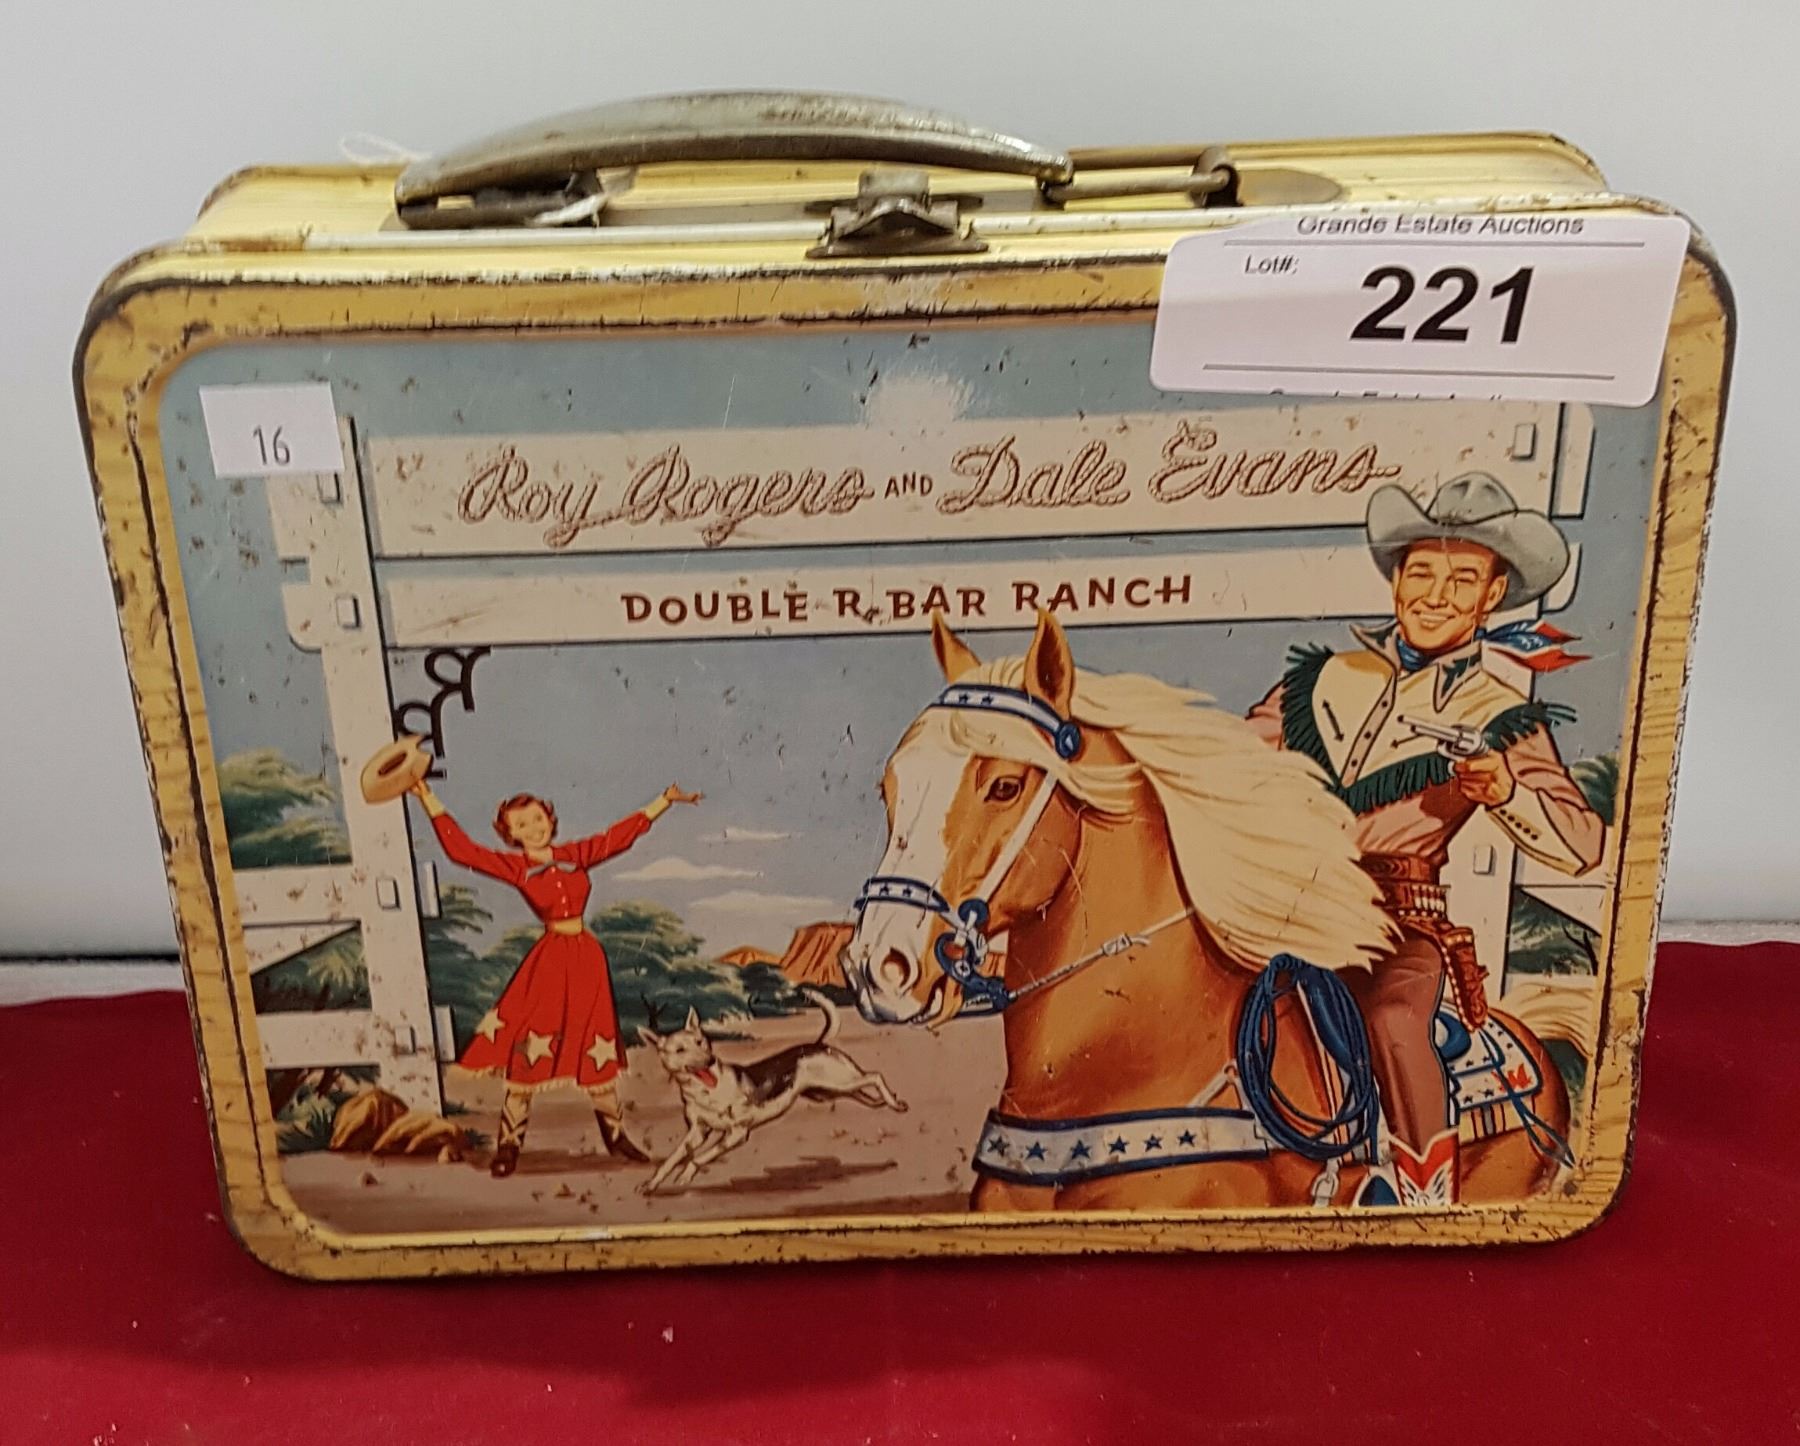 Grande Estate Auctions
Lot#:
221
16
Roy Rogers AND Dale Evans
DOUBLE R BAR RANCH